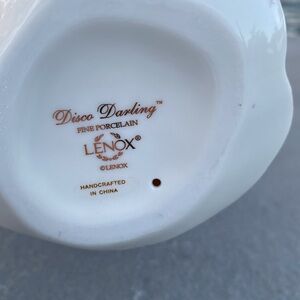 Disco Darling™
FINE PORCELAIN
LENOX®
©LENOX
HANDCRAFTED
IN CHINA